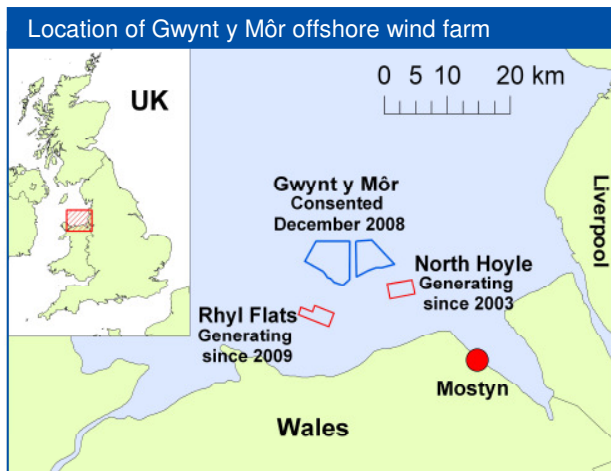 Location of Gwynt y Môr offshore wind farm
UK
0 5 10 20 km
Gwynt y Môr
Consented
December 2008
North Hoyle
Generating
since 2003
Rhyl Flats
Generating
since 2009
Liverpool
Mostyn
Wales